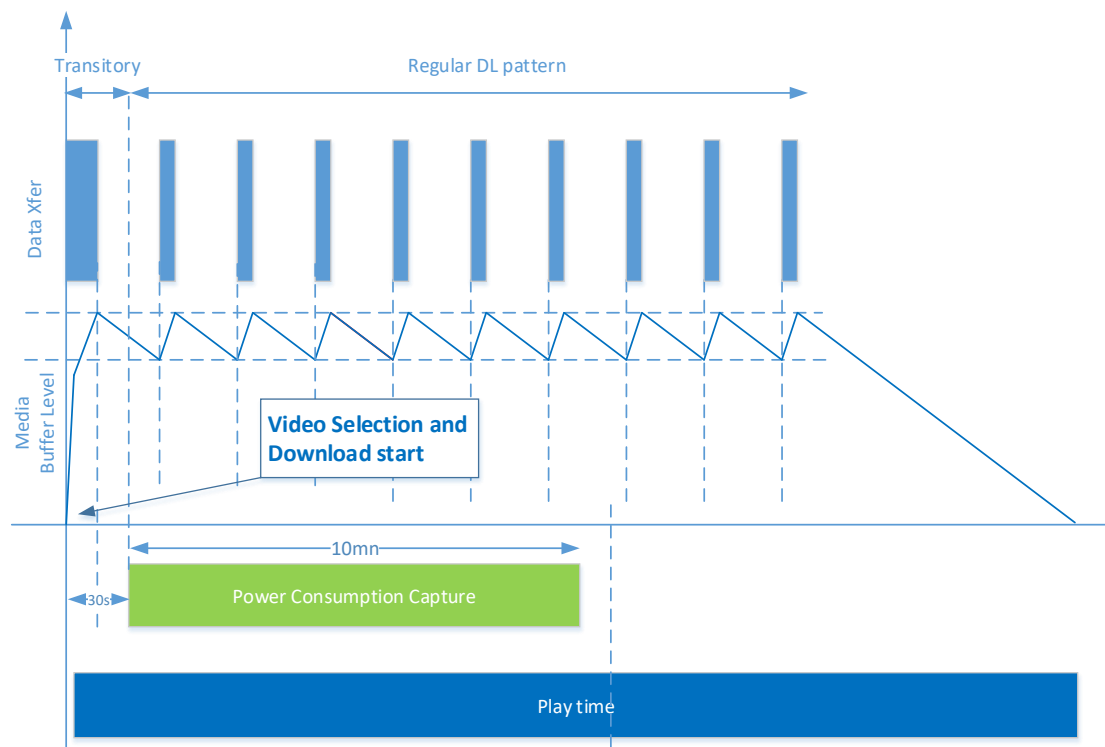 Transitory
Regular DL pattern
Data Xfer
Media
Buffer Level
Video Selection and
Download start
10mn
30s
Power Consumption Capture
Play time